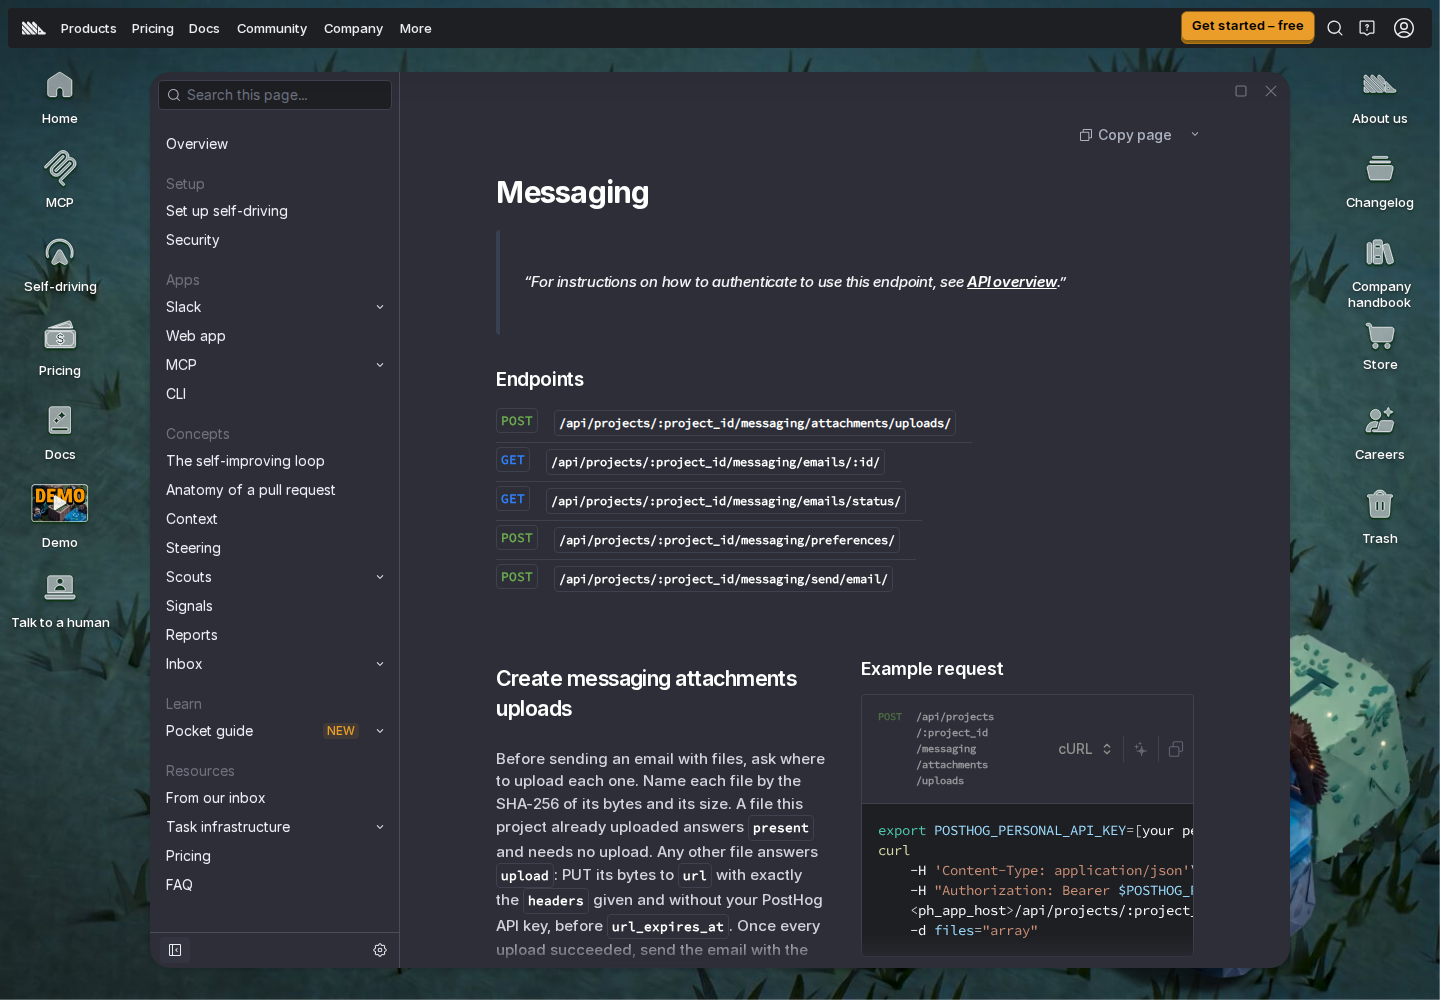 Products
Pricing
Docs
Community
Company
More
Get started – free
Home
MCP
Self-driving
Pricing
Docs
DEMO
Demo
Talk to a human
Search this page...
Overview
Setup
Set up self-driving
Security
Apps
Slack
Web app
MCP
CLI
Concepts
The self-improving loop
Anatomy of a pull request
Context
Steering
Scouts
Signals
Reports
Inbox
Learn
Pocket guide NEW
Resources
From our inbox
Task infrastructure
Pricing
FAQ
Copy page
Messaging
“For instructions on how to authenticate to use this endpoint, see API overview.”
Endpoints
POST /api/projects/:project_id/messaging/attachments/uploads/
GET /api/projects/:project_id/messaging/emails/:id/
GET /api/projects/:project_id/messaging/emails/status/
POST /api/projects/:project_id/messaging/preferences/
POST /api/projects/:project_id/messaging/send/email/
Create messaging attachments
uploads
Before sending an email with files, ask where
to upload each one. Name each file by the
SHA-256 of its bytes and its size. A file this
project already uploaded answers present
and needs no upload. Any other file answers
upload: PUT its bytes to url with exactly
the headers given and without your PostHog
API key, before url_expires_at. Once every
upload succeeded, send the email with the
Example request
POST /api/projects
/:project_id
/messaging
/attachments
/uploads
cURL
export POSTHOG_PERSONAL_API_KEY=[your pe
curl
-H 'Content-Type: application/json'\
-H "Authorization: Bearer $POSTHOG_P
<ph_app_host>/api/projects/:project_
-d files="array"
About us
Changelog
Company
handbook
Store
Careers
Trash